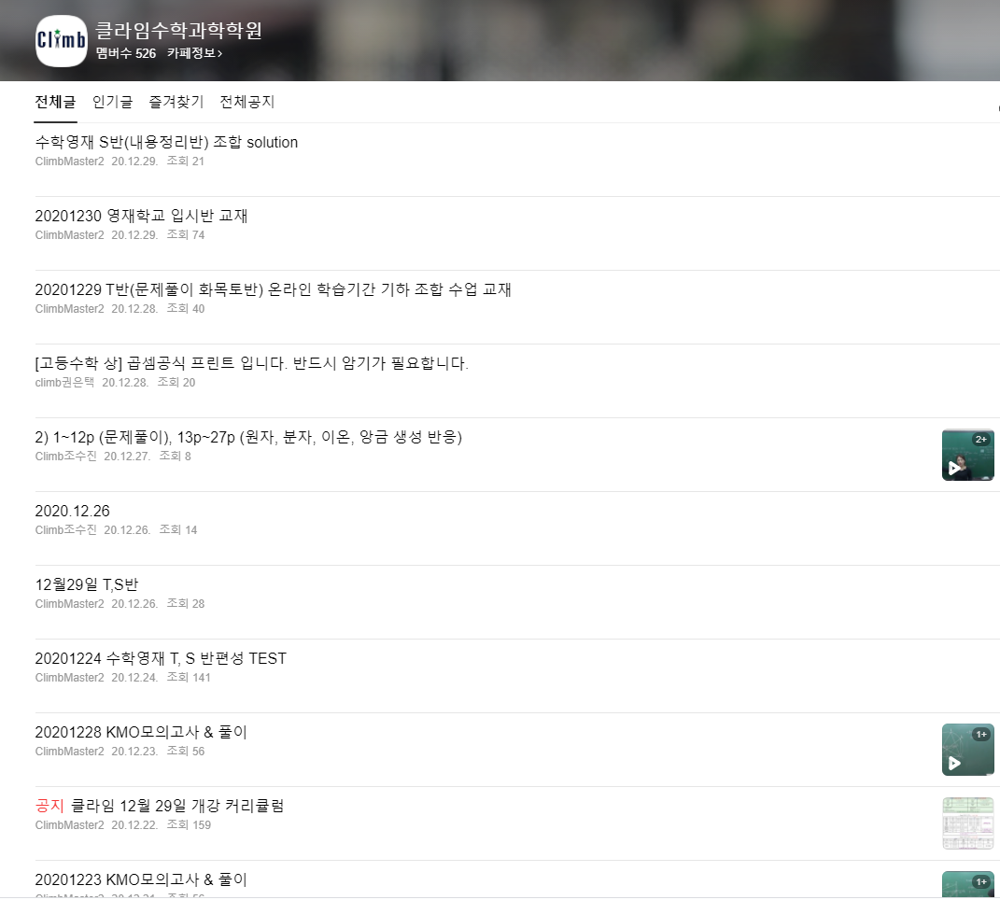 Climb
클라임수학과학학원
멤버수 526 카페정보 ›
전체글 인기글 즐겨찾기 전체공지
수학영재 S반(내용정리반) 조합 solution
ClimbMaster2 20.12.29. 조회 21
20201230 영재학교 입시반 교재
ClimbMaster2 20.12.29. 조회 74
20201229 T반(문제풀이 화목토반) 온라인 학습기간 기하 조합 수업 교재
ClimbMaster2 20.12.28. 조회 40
[고등수학 상] 곱셈공식 프린트 입니다. 반드시 암기가 필요합니다.
climb권은택 20.12.28. 조회 20
2) 1~12p (문제풀이), 13p~27p (원자, 분자, 이온, 앙금 생성 반응)
Climb조수진 20.12.27. 조회 8
2+
2020.12.26
Climb조수진 20.12.26. 조회 14
12월29일 T,S반
ClimbMaster2 20.12.26. 조회 28
20201224 수학영재 T, S 반편성 TEST
ClimbMaster2 20.12.24. 조회 141
20201228 KMO모의고사 & 풀이
ClimbMaster2 20.12.23. 조회 56
1+
공지 클라임 12월 29일 개강 커리큘럼
ClimbMaster2 20.12.22. 조회 159
20201223 KMO모의고사 & 풀이
1+
ClimbMaster2 20.12.21. 조회 56